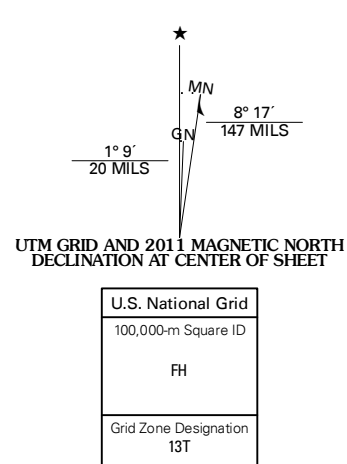 ★
MN
8° 17´
147 MILS
GN
1° 9´
20 MILS
UTM GRID AND 2011 MAGNETIC NORTH
DECLINATION AT CENTER OF SHEET
U.S. National Grid
100,000-m Square ID
FH
Grid Zone Designation
13T